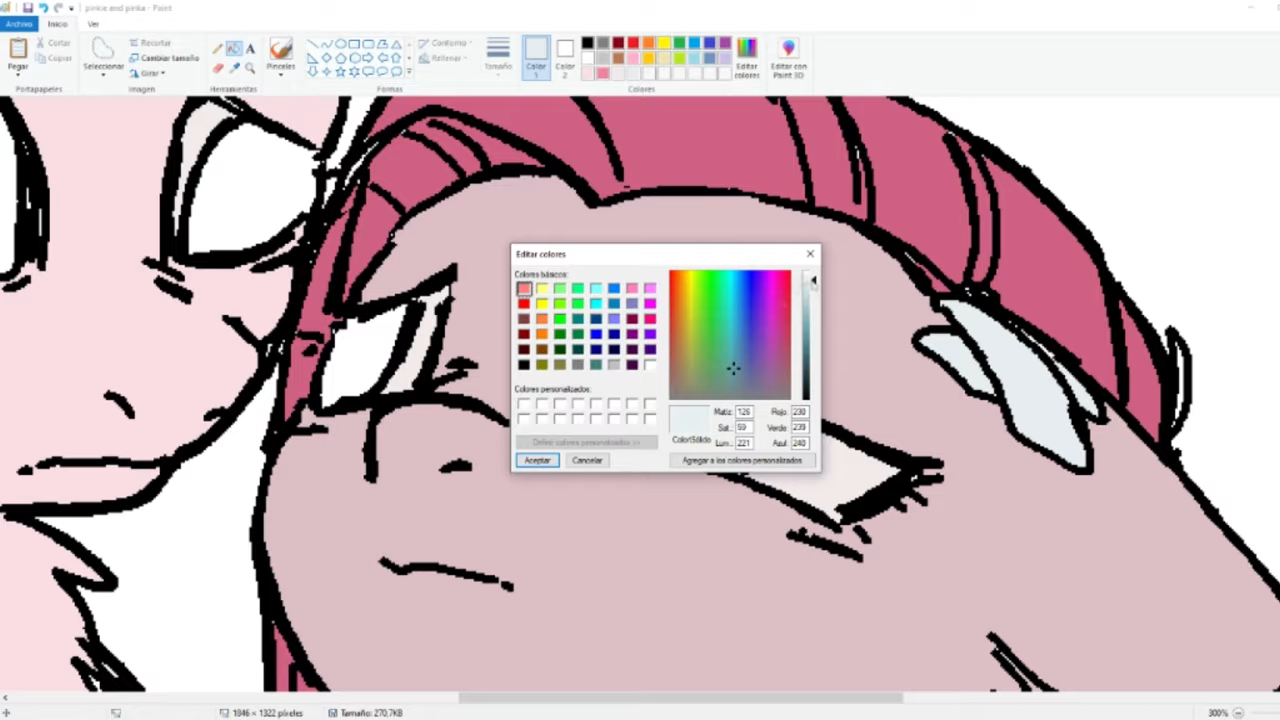 pinkie and pinka - Paint
Archivo Inicio Ver
Pegar
Cortar
Copiar
Portapapeles
Seleccionar
Recortar
Cambiar tamaño
Girar
Imagen
A
Herramientas
Pinceles
Contorno
Rellenar
Formas
Tamaño
Color 1
Color 2
Editar colores
Editar con Paint 3D
Colores
Editar colores
Colores básicos:
Colores personalizados:
Definir colores personalizados >>
Aceptar Cancelar
Color|Sólido
Matiz: 126 Rojo: 230
Sat.: 59 Verde: 239
Lum.: 221 Azul: 240
Agregar a los colores personalizados
1846 × 1322 píxeles Tamaño: 270,7KB 300%